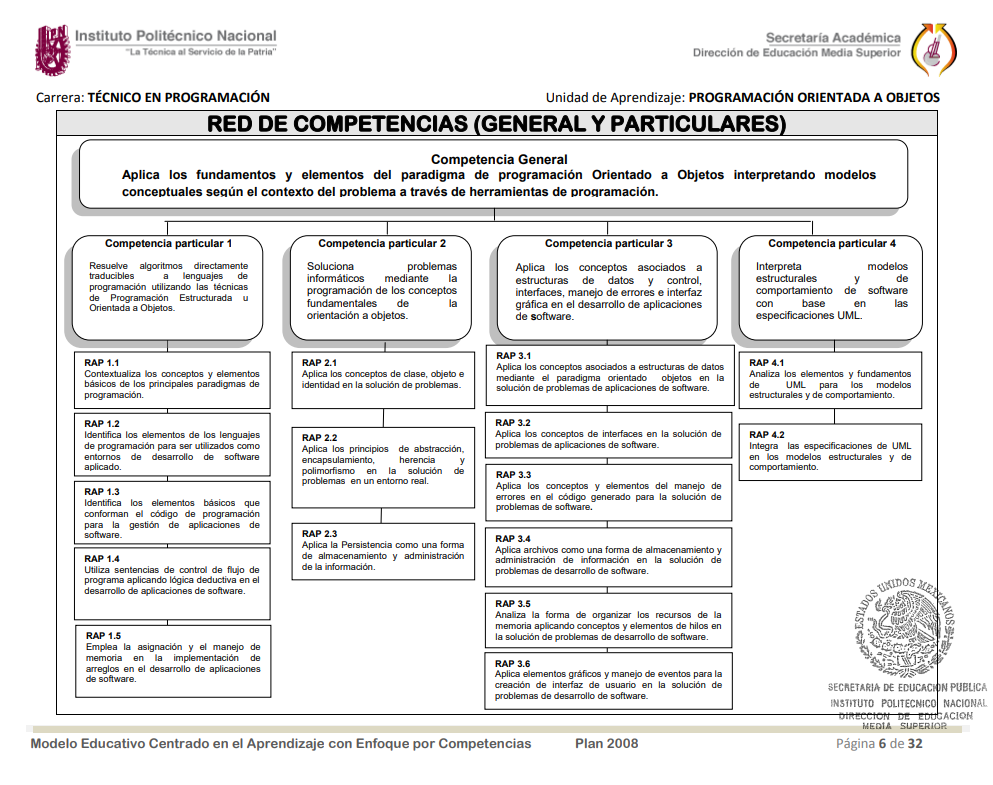 Instituto Politécnico Nacional
"La Técnica al Servicio de la Patria"
Secretaría Académica
Dirección de Educación Media Superior
Carrera: TÉCNICO EN PROGRAMACIÓN
Unidad de Aprendizaje: PROGRAMACIÓN ORIENTADA A OBJETOS
RED DE COMPETENCIAS (GENERAL Y PARTICULARES)
Competencia General
Aplica los fundamentos y elementos del paradigma de programación Orientado a Objetos interpretando modelos
conceptuales según el contexto del problema a través de herramientas de programación.
Competencia particular 1
Resuelve algoritmos directamente
traducibles a lenguajes de
programación utilizando las técnicas
de Programación Estructurada u
Orientada a Objetos.
RAP 1.1
Contextualiza los conceptos y elementos
básicos de los principales paradigmas de
programación.
RAP 1.2
Identifica los elementos de los lenguajes
de programación para ser utilizados como
entornos de desarrollo de software
aplicado.
RAP 1.3
Identifica los elementos básicos que
conforman el código de programación
para la gestión de aplicaciones de
software.
RAP 1.4
Utiliza sentencias de control de flujo de
programa aplicando lógica deductiva en el
desarrollo de aplicaciones de software.
RAP 1.5
Emplea la asignación y el manejo de
memoria en la implementación de
arreglos en el desarrollo de aplicaciones
de software.
Competencia particular 2
Soluciona problemas
informáticos mediante la
programación de los conceptos
fundamentales de la
orientación a objetos.
RAP 2.1
Aplica los conceptos de clase, objeto e
identidad en la solución de problemas.
RAP 2.2
Aplica los principios de abstracción,
encapsulamiento, herencia y
polimorfismo en la solución de
problemas en un entorno real.
RAP 2.3
Aplica la Persistencia como una forma
de almacenamiento y administración
de la información.
Competencia particular 3
Aplica los conceptos asociados a
estructuras de datos y control,
interfaces, manejo de errores e interfaz
gráfica en el desarrollo de aplicaciones
de software.
RAP 3.1
Aplica los conceptos asociados a estructuras de datos
mediante el paradigma orientado objetos en la
solución de problemas de aplicaciones de software.
RAP 3.2
Aplica los conceptos de interfaces en la solución de
problemas de aplicaciones de software.
RAP 3.3
Aplica los conceptos y elementos del manejo de
errores en el código generado para la solución de
problemas de software.
RAP 3.4
Aplica archivos como una forma de almacenamiento y
administración de información en la solución de
problemas de desarrollo de software.
RAP 3.5
Analiza la forma de organizar los recursos de la
memoria aplicando conceptos y elementos de hilos en
la solución de problemas de desarrollo de software.
RAP 3.6
Aplica elementos gráficos y manejo de eventos para la
creación de interfaz de usuario en la solución de
problemas de desarrollo de software.
Competencia particular 4
Interpreta modelos
estructurales y de
comportamiento de software
con base en las
especificaciones UML.
RAP 4.1
Analiza los elementos y fundamentos
de UML para los modelos
estructurales y de comportamiento.
RAP 4.2
Integra las especificaciones de UML
en los modelos estructurales y de
comportamiento.
ESTADOS UNIDOS MEXICANOS
SECRETARIA DE EDUCACION PUBLICA
INSTITUTO POLITECNICO NACIONAL
DIRECCION DE EDUCACION
MEDIA SUPERIOR
Modelo Educativo Centrado en el Aprendizaje con Enfoque por Competencias
Plan 2008
Página 6 de 32